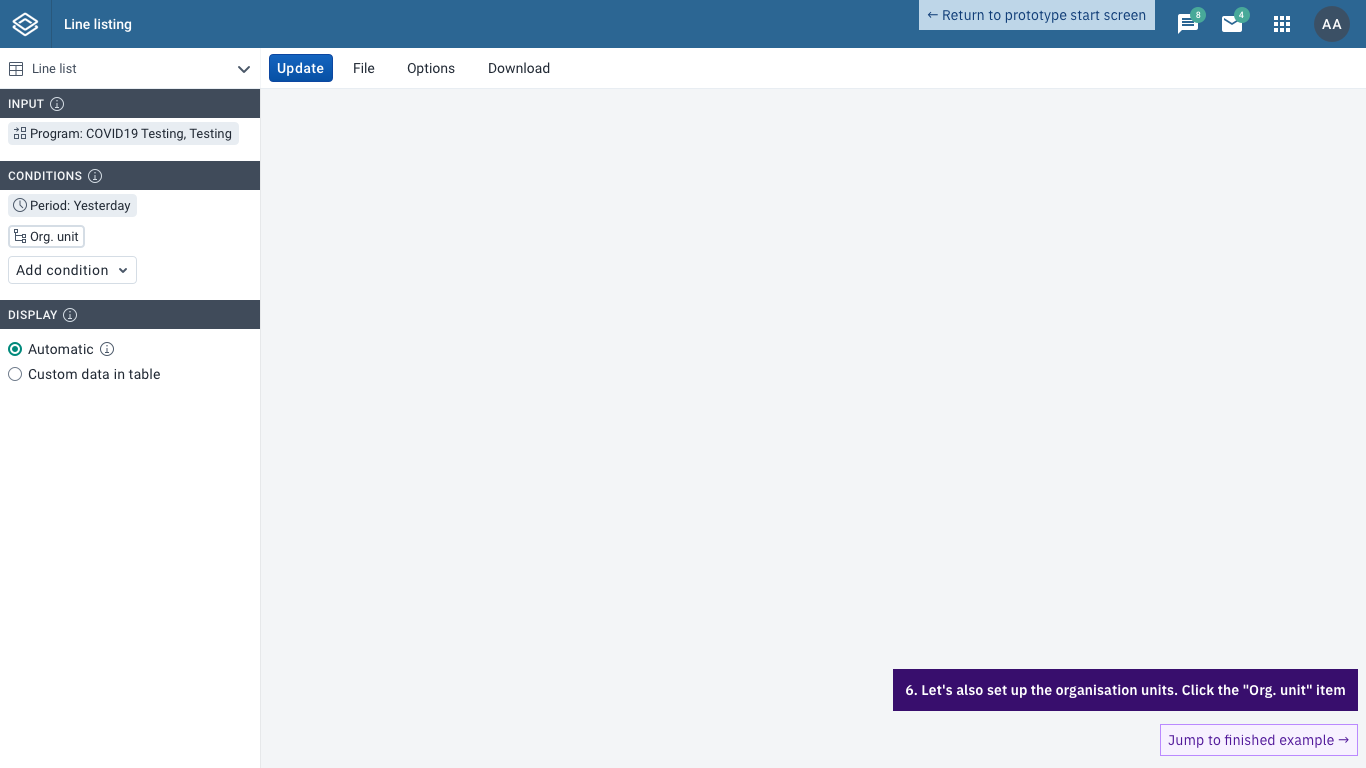 Line listing
← Return to prototype start screen
8
4
AA
Line list
Update
File
Options
Download
INPUT
Program: COVID19 Testing, Testing
CONDITIONS
Period: Yesterday
Org. unit
Add condition
DISPLAY
Automatic
Custom data in table
6. Let's also set up the organisation units. Click the "Org. unit" item
Jump to finished example →